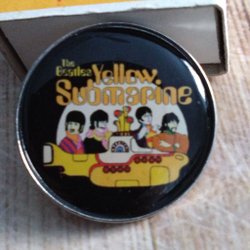 The
Beatles
Yellow
Submarine